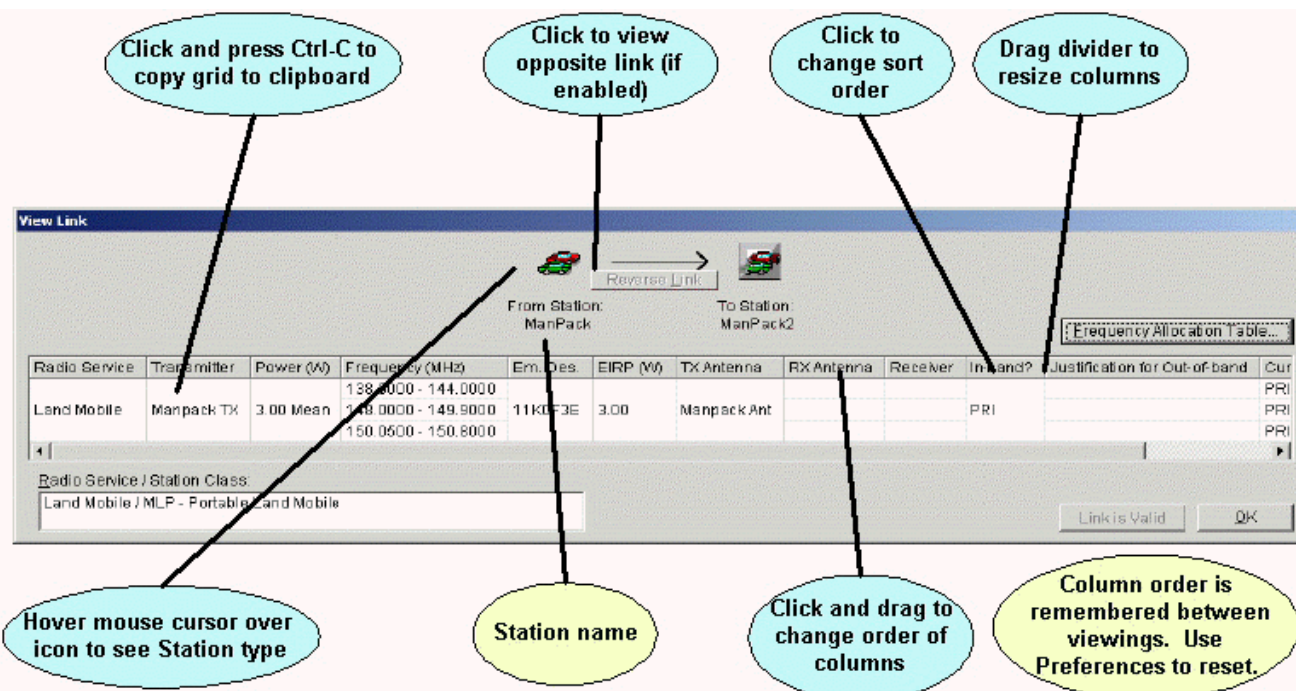 Click and press Ctrl-C to
copy grid to clipboard
Click to view
opposite link (if
enabled)
Click to
change sort
order
Drag divider to
resize columns
View Link
Reverse Link
From Station:
ManPack
To Station:
ManPack2
Frequency Allocation Table...
Radio Service Transmitter Power (W) Frequency (MHz) Em. Des. EIRP (W) TX Antenna RX Antenna Receiver In-band? Justification for Out-of-band Cur
138.0000 - 144.0000 PRI
Land Mobile Manpack TX 3.00 Mean 148.0000 - 149.9000 11K0F3E 3.00 Manpack Ant PRI PRI
150.0500 - 150.8000 PRI
Radio Service / Station Class:
Land Mobile / MLP - Portable Land Mobile
Link is Valid
OK
Hover mouse cursor over
icon to see Station type
Station name
Click and drag to
change order of
columns
Column order is
remembered between
viewings. Use
Preferences to reset.